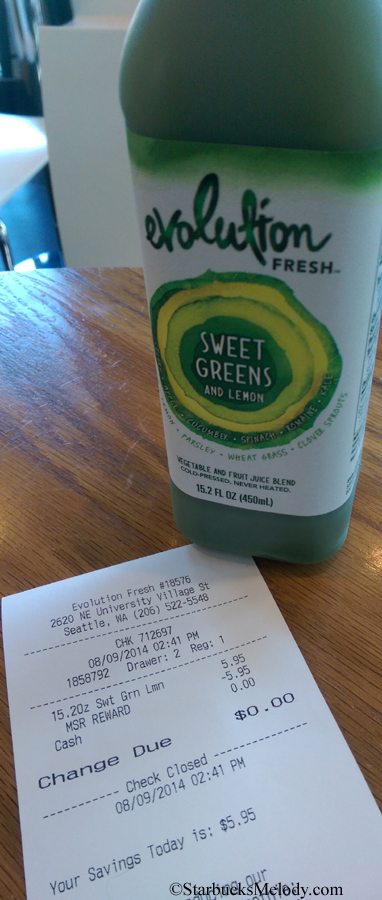 evolution
FRESH™
SWEET
GREENS
AND LEMON
CUCUMBER • SPINACH • ROMAINE • KALE
PARSLEY • WHEAT GRASS • CLOVER SPROUTS
VEGETABLE AND FRUIT JUICE BLEND
COLD-PRESSED. NEVER HEATED.
15.2 FL OZ (450mL)
Evolution Fresh #18576
2620 NE University Village St
Seattle, WA (206) 522-5548
CHK 712697
08/09/2014 02:41 PM
1858792 Drawer: 2 Reg: 1
15.2Oz Swt Grn Lmn 5.95
MSR REWARD -5.95
Cash 0.00
Change Due $0.00
Check Closed
08/09/2014 02:41 PM
Your Savings Today is: $5.95
our
©StarbucksMelody.com